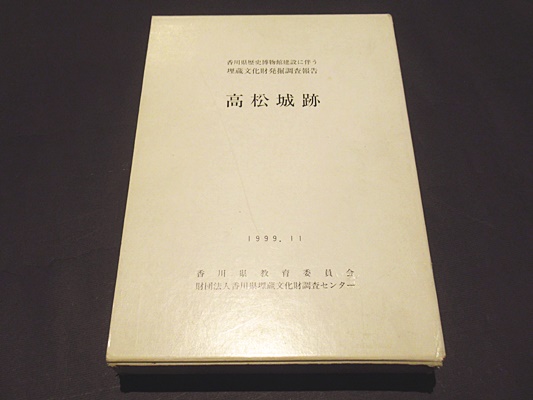 香川県歴史博物館建設に伴う
埋蔵文化財発掘調査報告
高松城跡
1999.11
香川県教育委員会
財団法人香川県埋蔵文化財調査センター